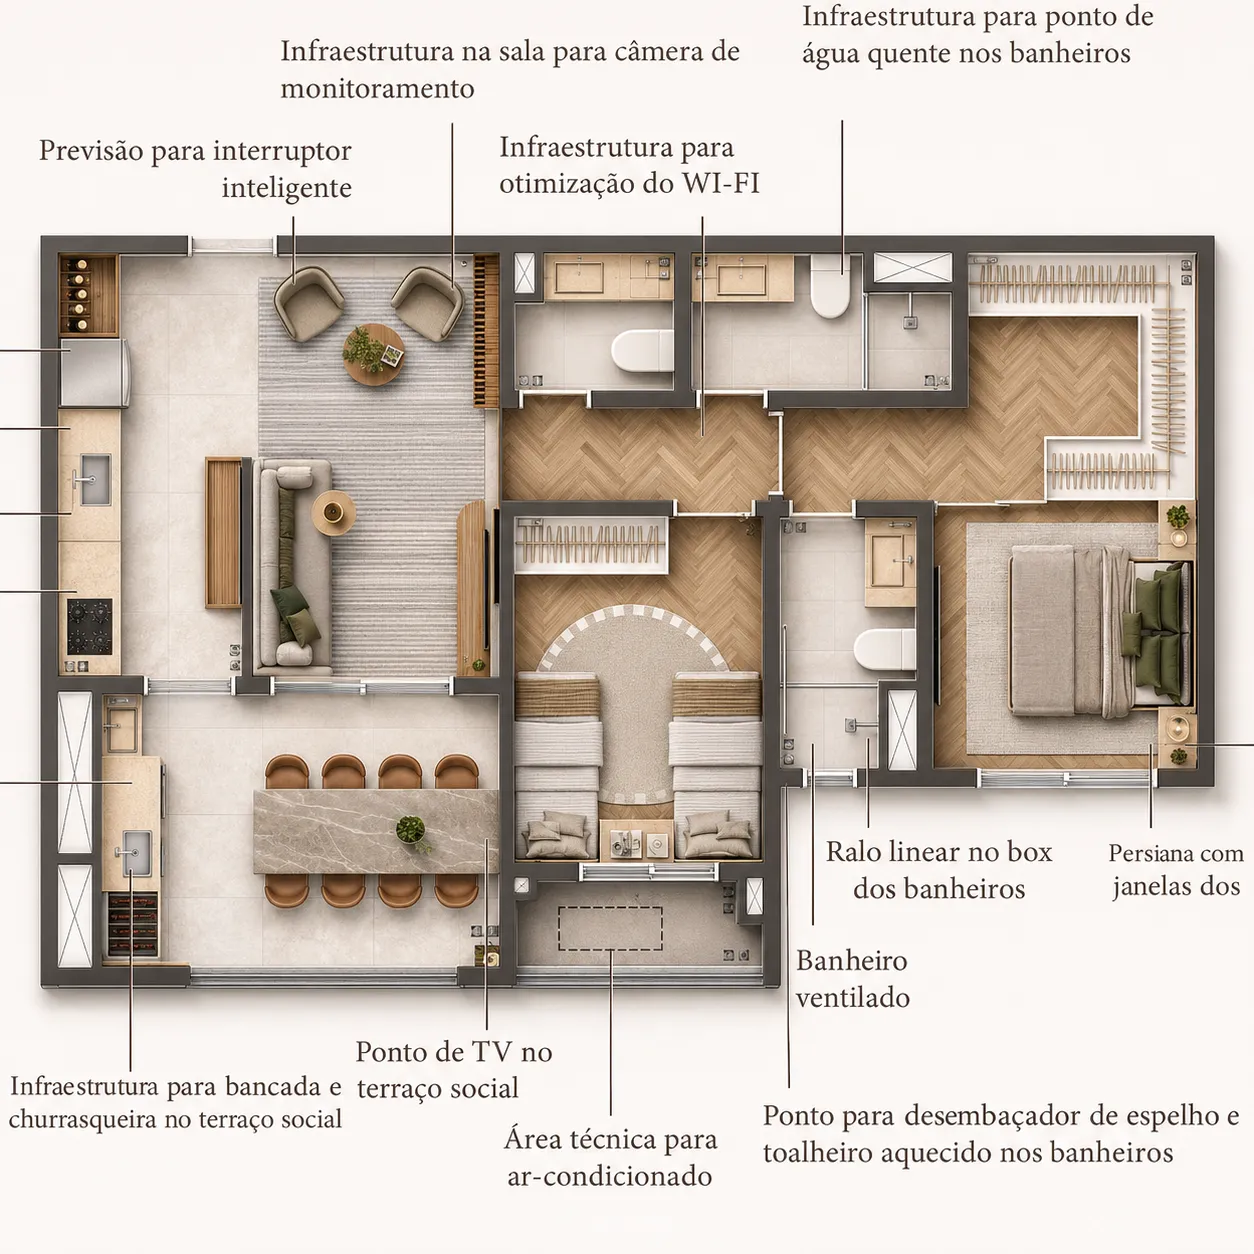 Infraestrutura para ponto de
água quente nos banheiros
Infraestrutura na sala para câmera de
monitoramento
Previsão para interruptor
inteligente
Infraestrutura para
otimização do WI-FI
Ralo linear no box
dos banheiros
Persiana com
janelas dos
Banheiro
ventilado
Ponto de TV no
terraço social
Infraestrutura para bancada e
churrasqueira no terraço social
Área técnica para
ar-condicionado
Ponto para desembaçador de espelho e
toalheiro aquecido nos banheiros